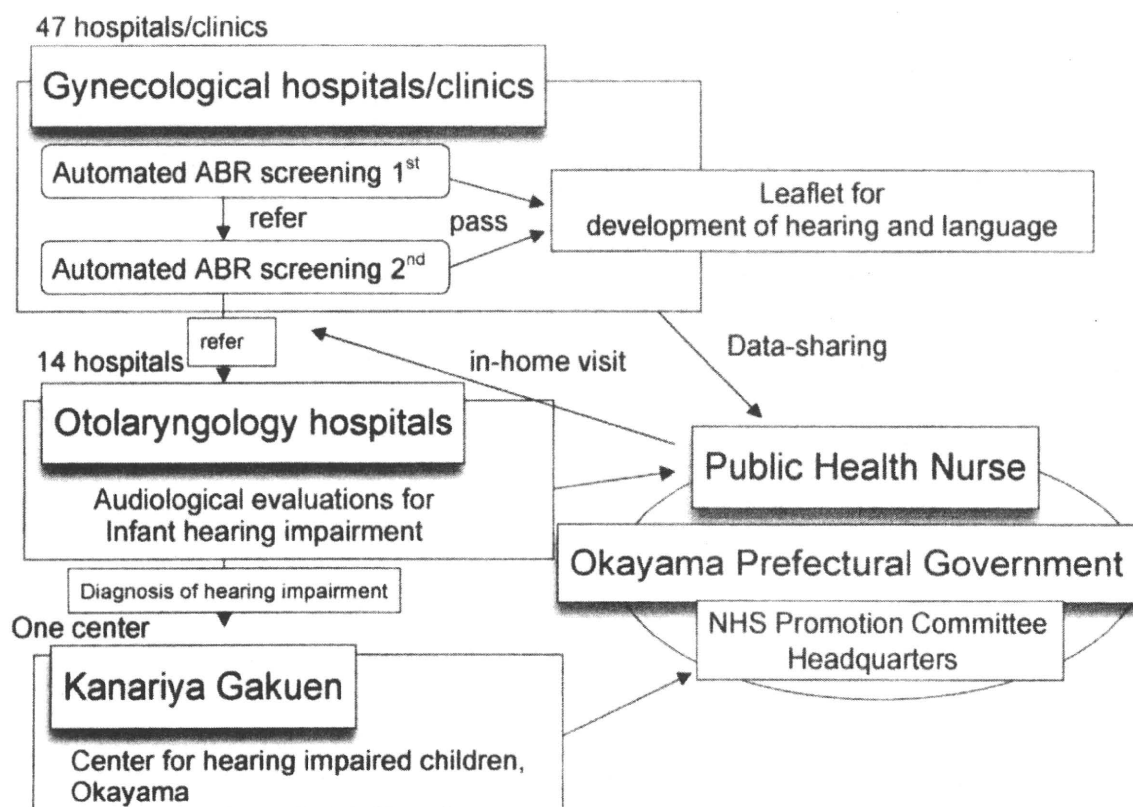 47 hospitals/clinics
Gynecological hospitals/clinics
Automated ABR screening 1st
refer
pass
Automated ABR screening 2nd
Leaflet for
development of hearing and language
refer
14 hospitals
in-home visit
Data-sharing
Otolaryngology hospitals
Audiological evaluations for
Infant hearing impairment
Public Health Nurse
Okayama Prefectural Government
NHS Promotion Committee
Headquarters
Diagnosis of hearing impairment
One center
Kanariya Gakuen
Center for hearing impaired children,
Okayama